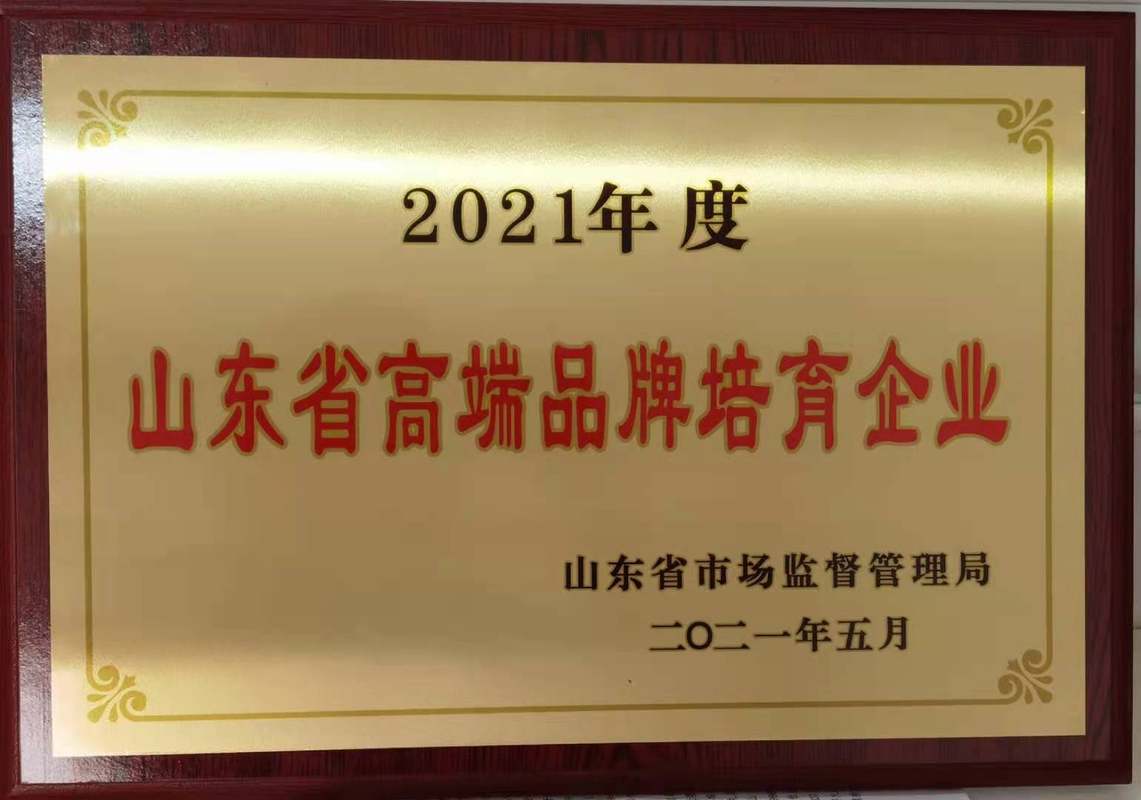 2021年度
山东省高端品牌培育企业
山东省市场监督管理局
二〇二一年五月